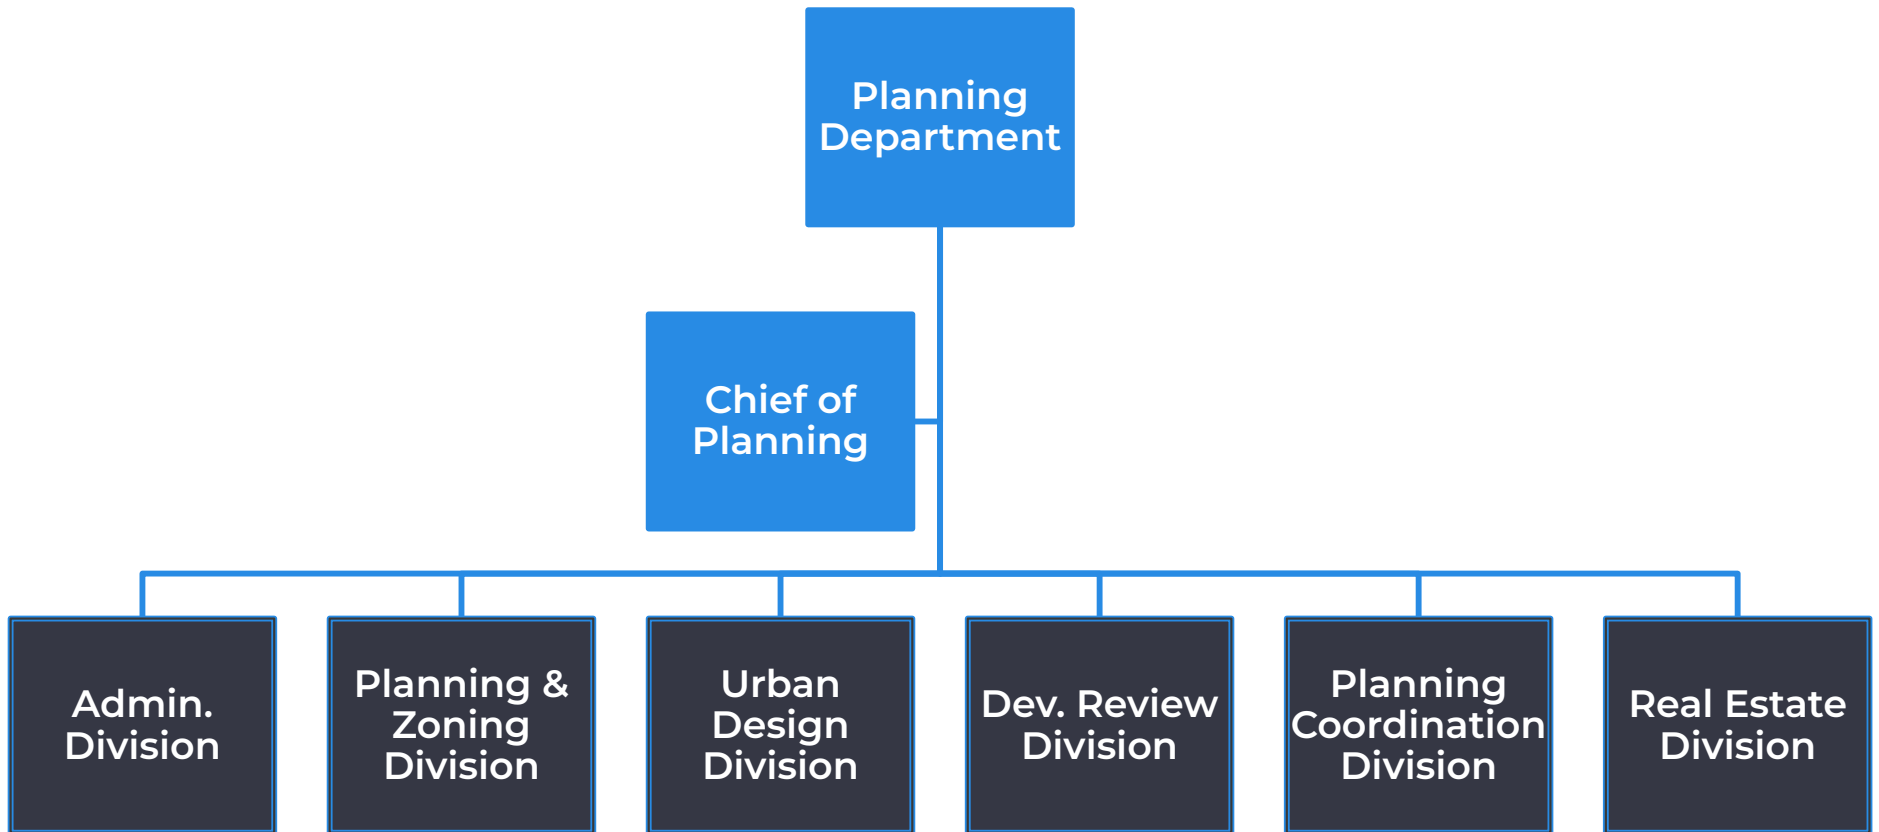 Planning
Department
Chief of
Planning
Admin.
Division
Planning &
Zoning
Division
Urban
Design
Division
Dev. Review
Division
Planning
Coordination
Division
Real Estate
Division